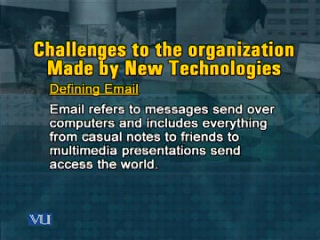 Challenges to the organization
Made by New Technologies
Defining Email
Email refers to messages send over
computers and includes everything
from casual notes to friends to
multimedia presentations send
access the world.
VU